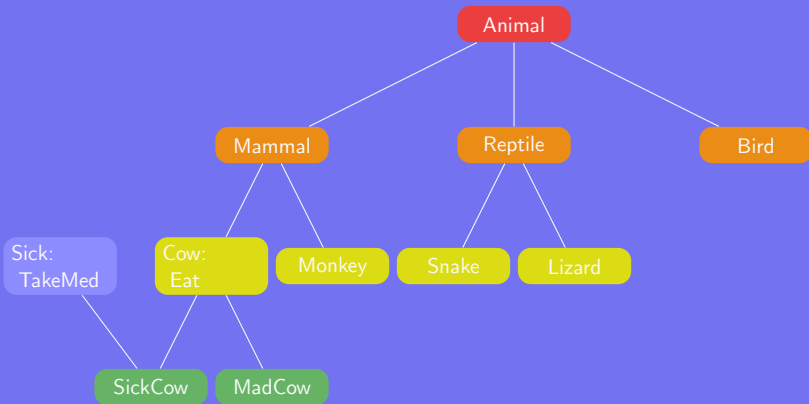 Animal
Mammal
Reptile
Bird
Sick:
TakeMed
Cow:
Eat
Monkey
Snake
Lizard
SickCow
MadCow